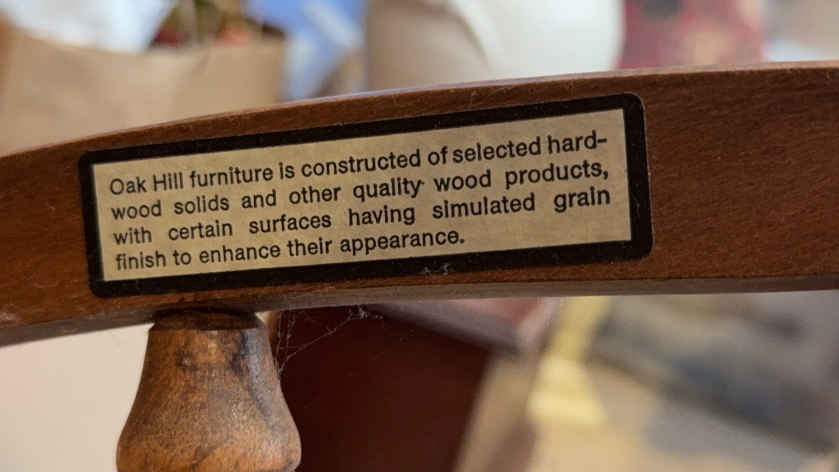 Oak Hill furniture is constructed of selected hard-
wood solids and other quality wood products,
with certain surfaces having simulated grain
finish to enhance their appearance.